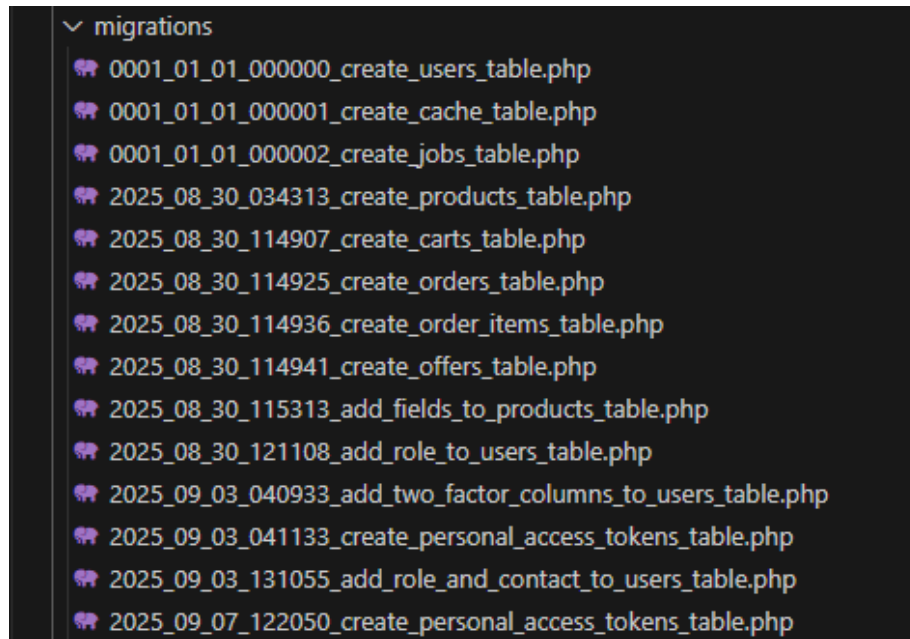 migrations
0001_01_01_000000_create_users_table.php
0001_01_01_000001_create_cache_table.php
0001_01_01_000002_create_jobs_table.php
2025_08_30_034313_create_products_table.php
2025_08_30_114907_create_carts_table.php
2025_08_30_114925_create_orders_table.php
2025_08_30_114936_create_order_items_table.php
2025_08_30_114941_create_offers_table.php
2025_08_30_115313_add_fields_to_products_table.php
2025_08_30_121108_add_role_to_users_table.php
2025_09_03_040933_add_two_factor_columns_to_users_table.php
2025_09_03_041133_create_personal_access_tokens_table.php
2025_09_03_131055_add_role_and_contact_to_users_table.php
2025_09_07_122050_create_personal_access_tokens_table.php